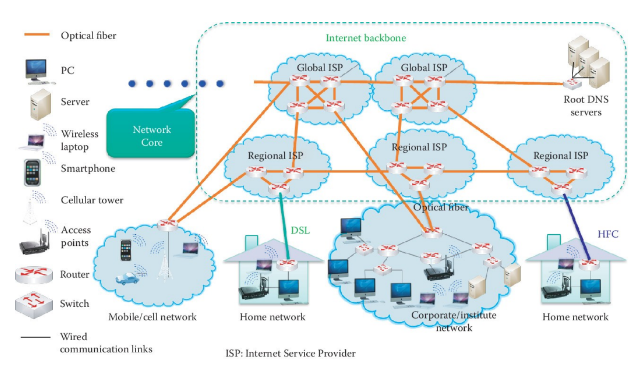 Optical fiber
PC
Server
Wireless
laptop
Smartphone
Cellular tower
Access
points
Router
Switch
Wired
communication links
Internet backbone
Global ISP
Global ISP
Root DNS
servers
Network
Core
Regional ISP
Regional ISP
Regional ISP
Optical fiber
DSL
HFC
Mobile/cell network
Home network
Corporate/institute
network
Home network
ISP: Internet Service Provider